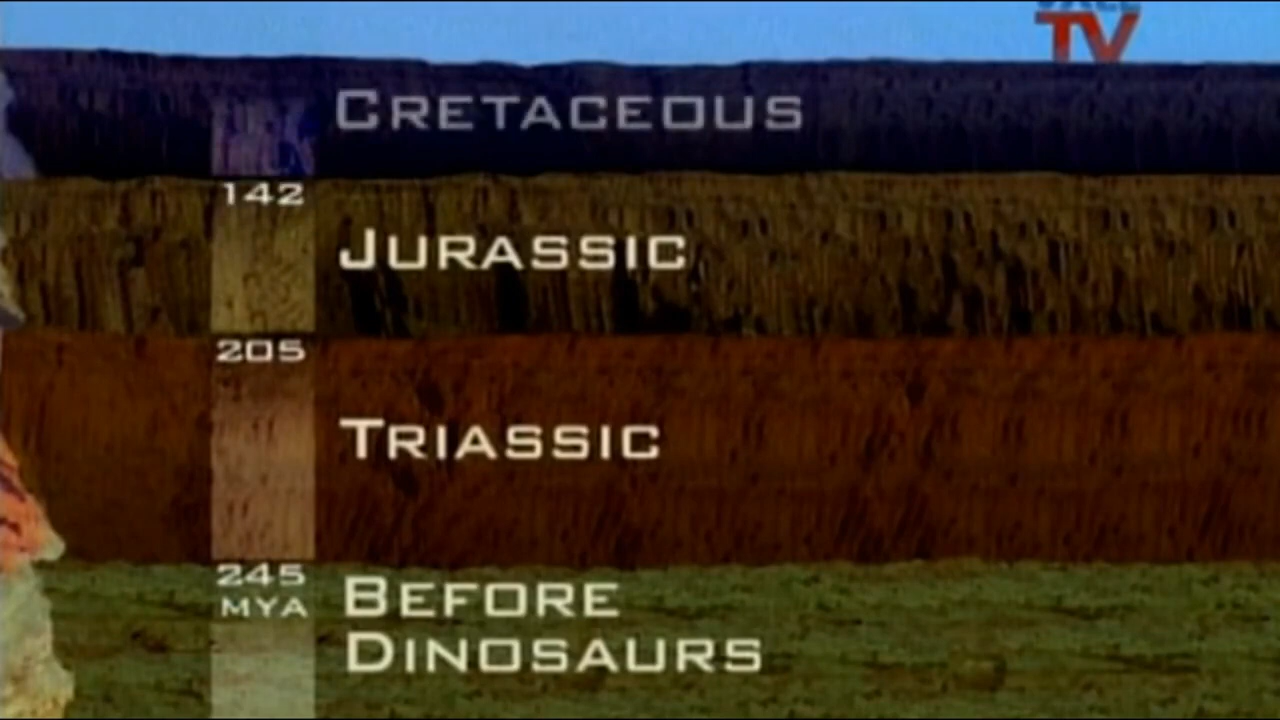 TV
CRETACEOUS
142
JURASSIC
205
TRIASSIC
245
MYA
BEFORE
DINOSAURS